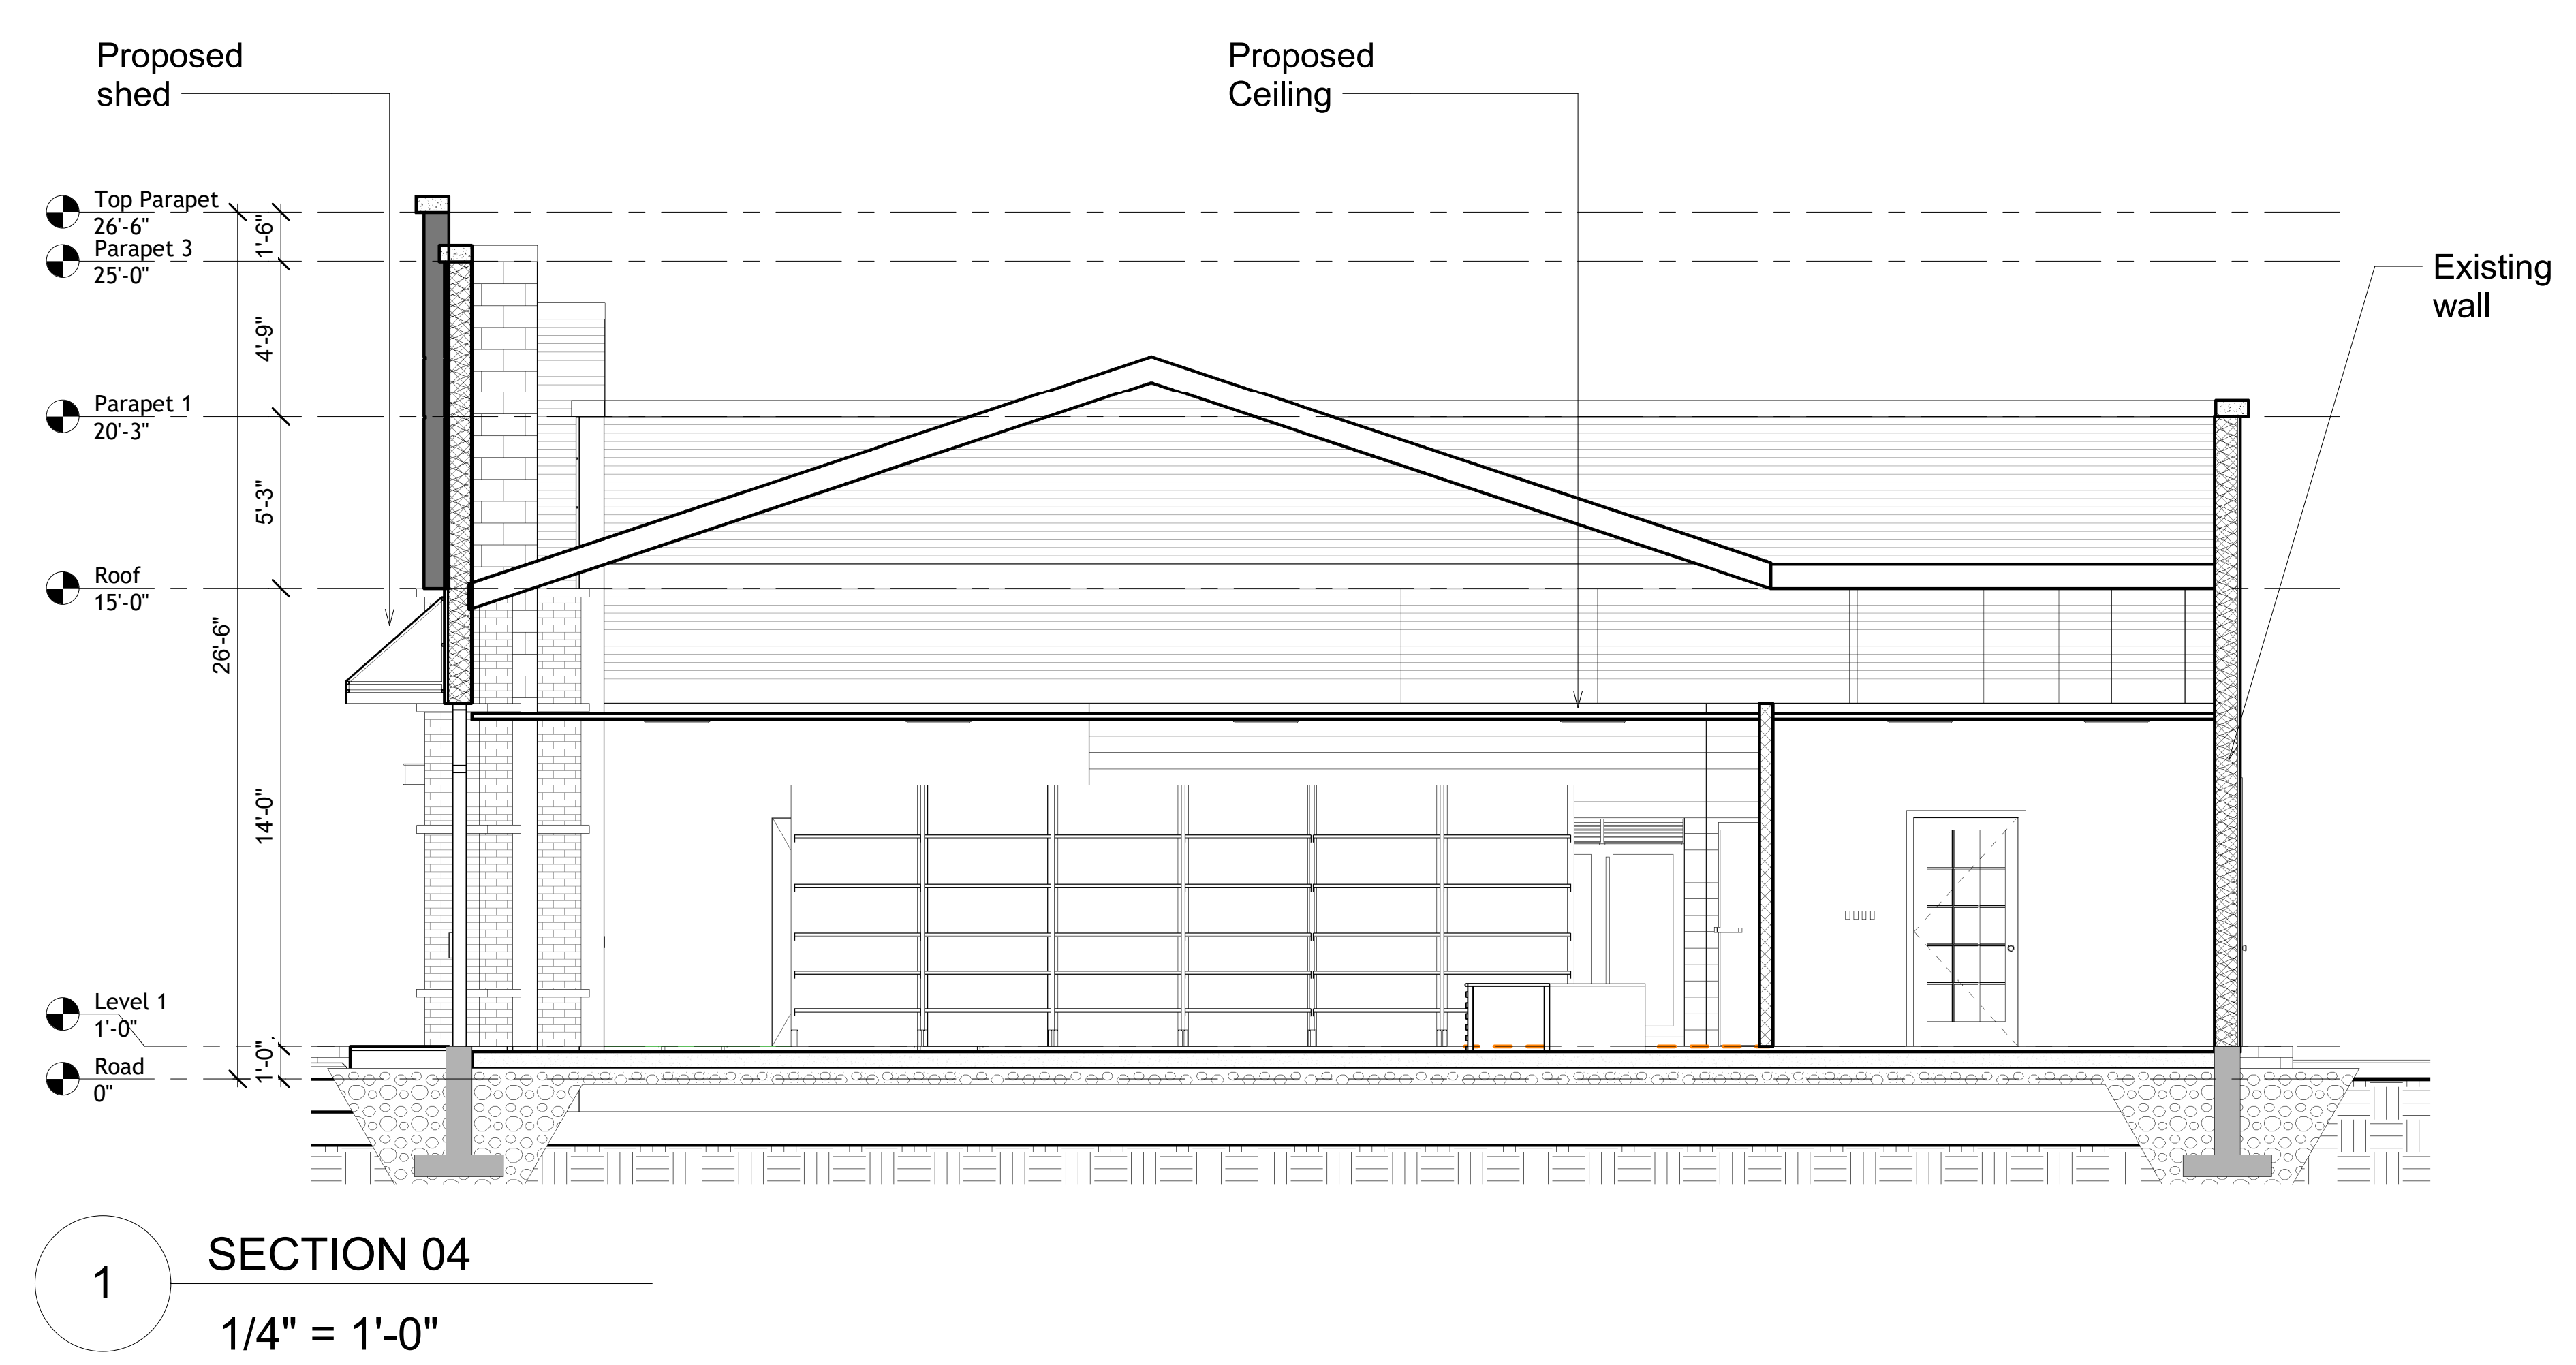 Proposed
shed
Proposed
Ceiling
Existing
wall
Top Parapet
26'-6"
Parapet 3
25'-0"
Parapet 1
20'-3"
Roof
15'-0"
Level 1
1'-0"
Road
0"
1'-6"
4'-9"
5'-3"
26'-6"
14'-0"
1'-0"
1
SECTION 04
1/4" = 1'-0"